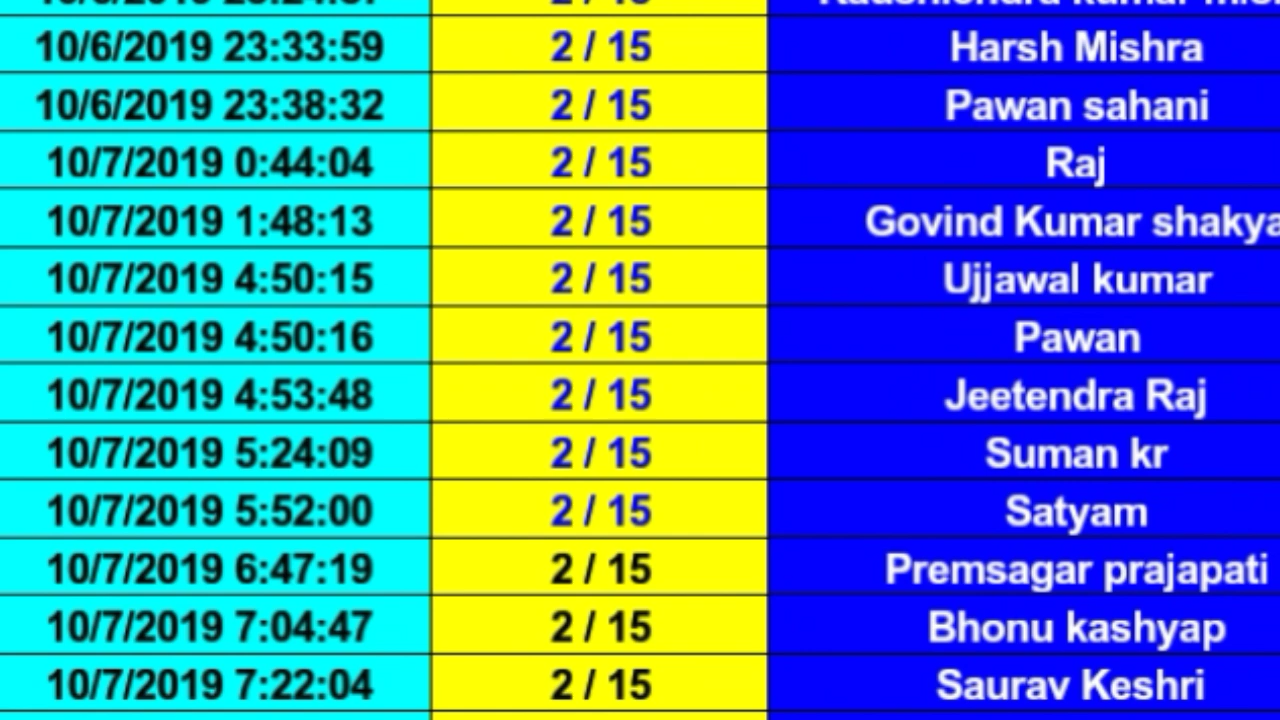 2 / 15
10/6/2019 23:33:59 2 / 15 Harsh Mishra
10/6/2019 23:38:32 2 / 15 Pawan sahani
10/7/2019 0:44:04 2 / 15 Raj
10/7/2019 1:48:13 2 / 15 Govind Kumar shakya
10/7/2019 4:50:15 2 / 15 Ujjawal kumar
10/7/2019 4:50:16 2 / 15 Pawan
10/7/2019 4:53:48 2 / 15 Jeetendra Raj
10/7/2019 5:24:09 2 / 15 Suman kr
10/7/2019 5:52:00 2 / 15 Satyam
10/7/2019 6:47:19 2 / 15 Premsagar prajapati
10/7/2019 7:04:47 2 / 15 Bhonu kashyap
10/7/2019 7:22:04 2 / 15 Saurav Keshri